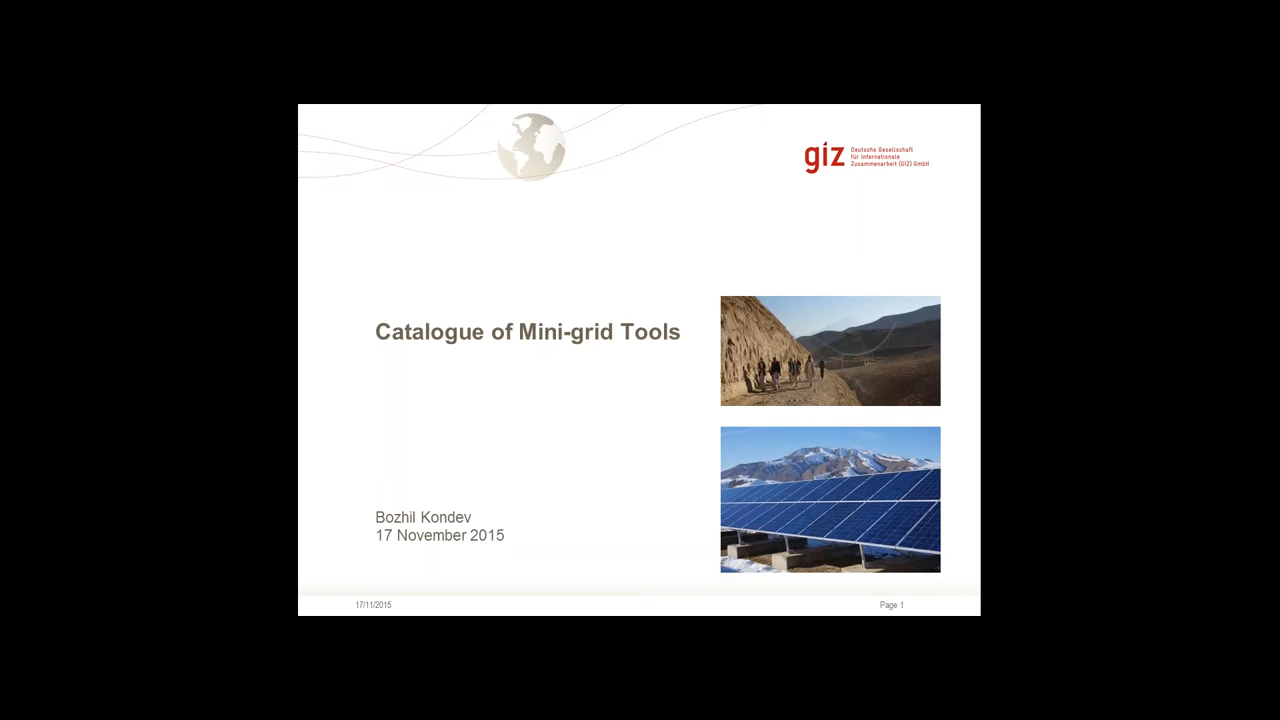 giz
Deutsche Gesellschaft
für Internationale
Zusammenarbeit (GIZ) GmbH
Catalogue of Mini-grid Tools
Bozhil Kondev
17 November 2015
17/11/2015
Page 1